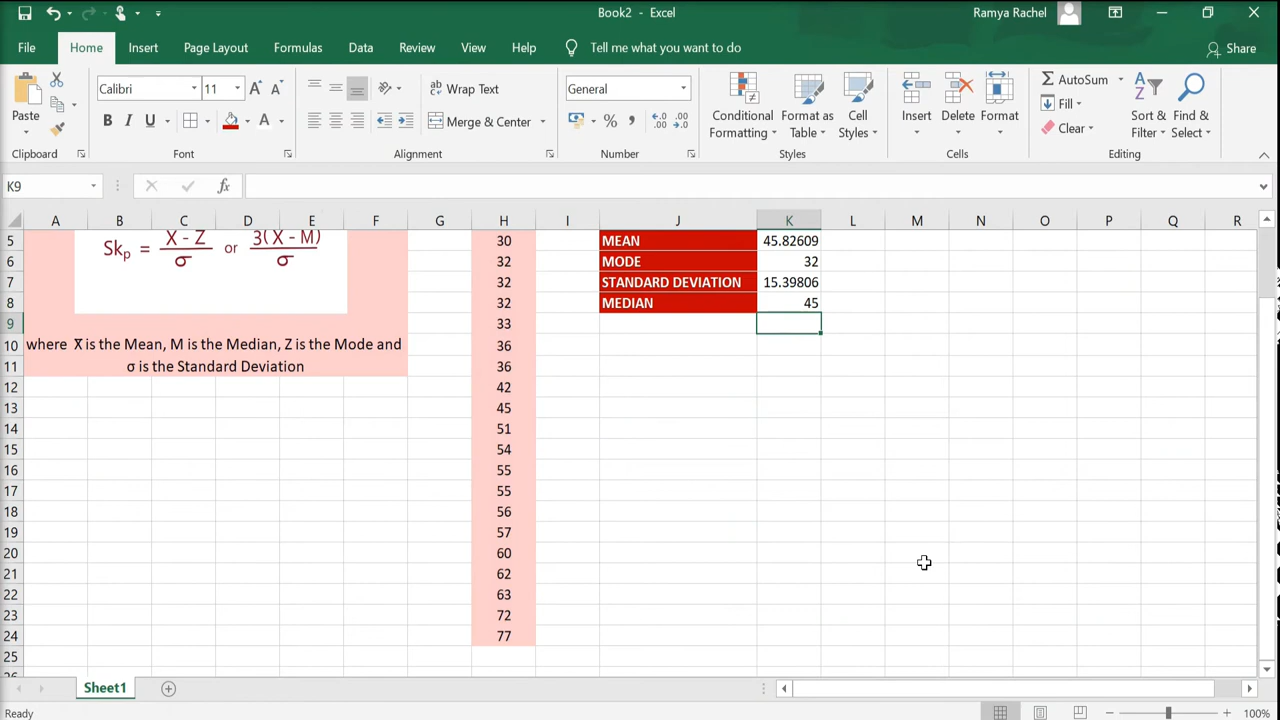 Book2 - Excel
Ramya Rachel
File Home Insert Page Layout Formulas Data Review View Help Tell me what you want to do Share
Paste
Calibri
B I U
Wrap Text
Merge & Center
General
Conditional Formatting
Format as Table
Cell Styles
Insert Delete Format
AutoSum
Fill
Clear
Sort & Filter
Find & Select
Clipboard Font Alignment Number Styles Cells Editing
K9 fx
A B C D E F G H I J K L M N O P Q R
5 30 MEAN 45.82609
Skp = X - Z / σ or 3(X - M) / σ
6 32 MODE 32
7 32 STANDARD DEVIATION 15.39806
8 32 MEDIAN 45
9 33
10 where X̅ is the Mean, M is the Median, Z is the Mode and 36
11 σ is the Standard Deviation 36
12 42
13 45
14 51
15 54
16 55
17 55
18 56
19 57
20 60
21 62
22 63
23 72
24 77
25
Sheet1
Ready 100%